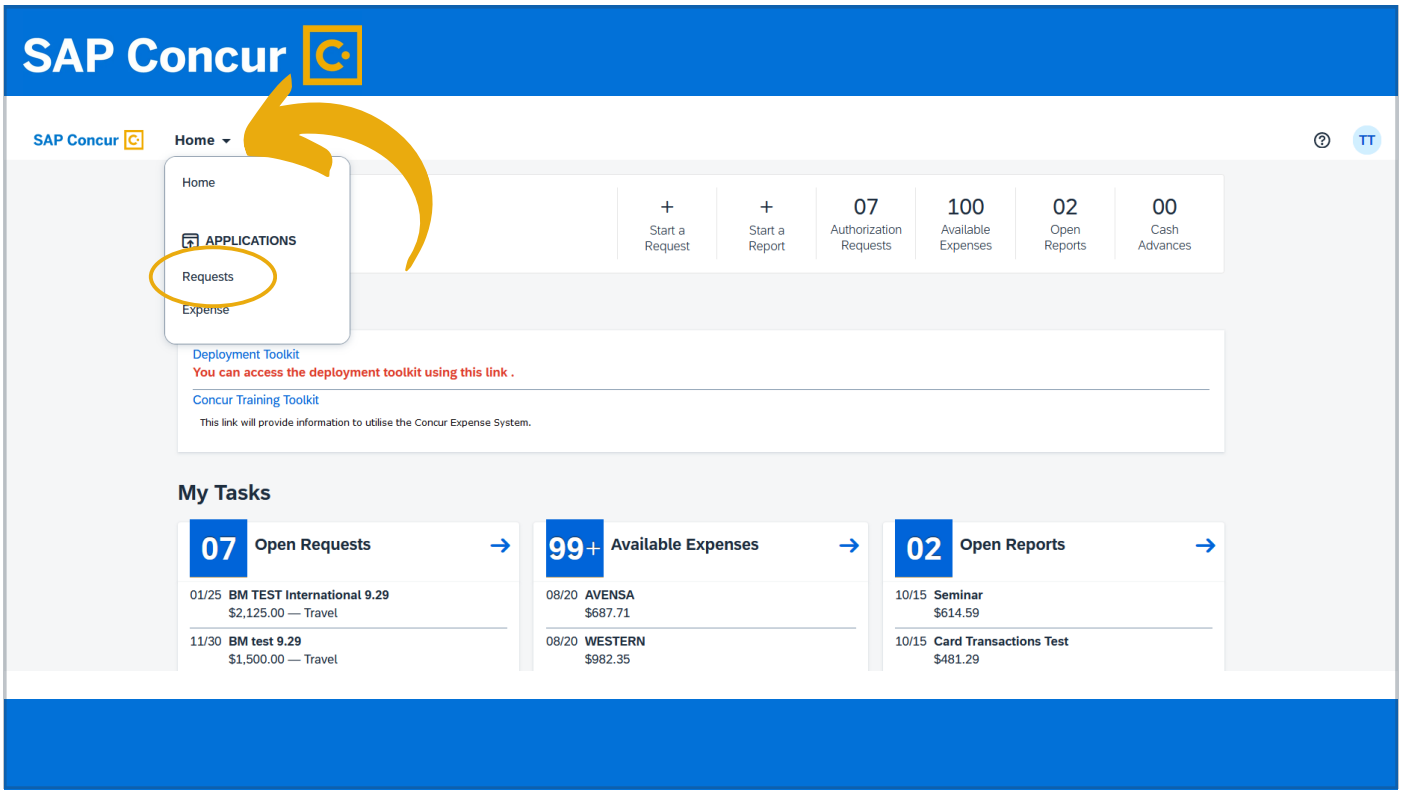 SAP Concur C
SAP Concur C Home
TT
Home
APPLICATIONS
Requests
Expense
+
Start a
Request
+
Start a
Report
07
Authorization
Requests
100
Available
Expenses
02
Open
Reports
00
Cash
Advances
Deployment Toolkit
You can access the deployment toolkit using this link .
Concur Training Toolkit
This link will provide information to utilise the Concur Expense System.
My Tasks
07 Open Requests
01/25 BM TEST International 9.29
$2,125.00 — Travel
11/30 BM test 9.29
$1,500.00 — Travel
99+ Available Expenses
08/20 AVENSA
$687.71
08/20 WESTERN
$982.35
02 Open Reports
10/15 Seminar
$614.59
10/15 Card Transactions Test
$481.29